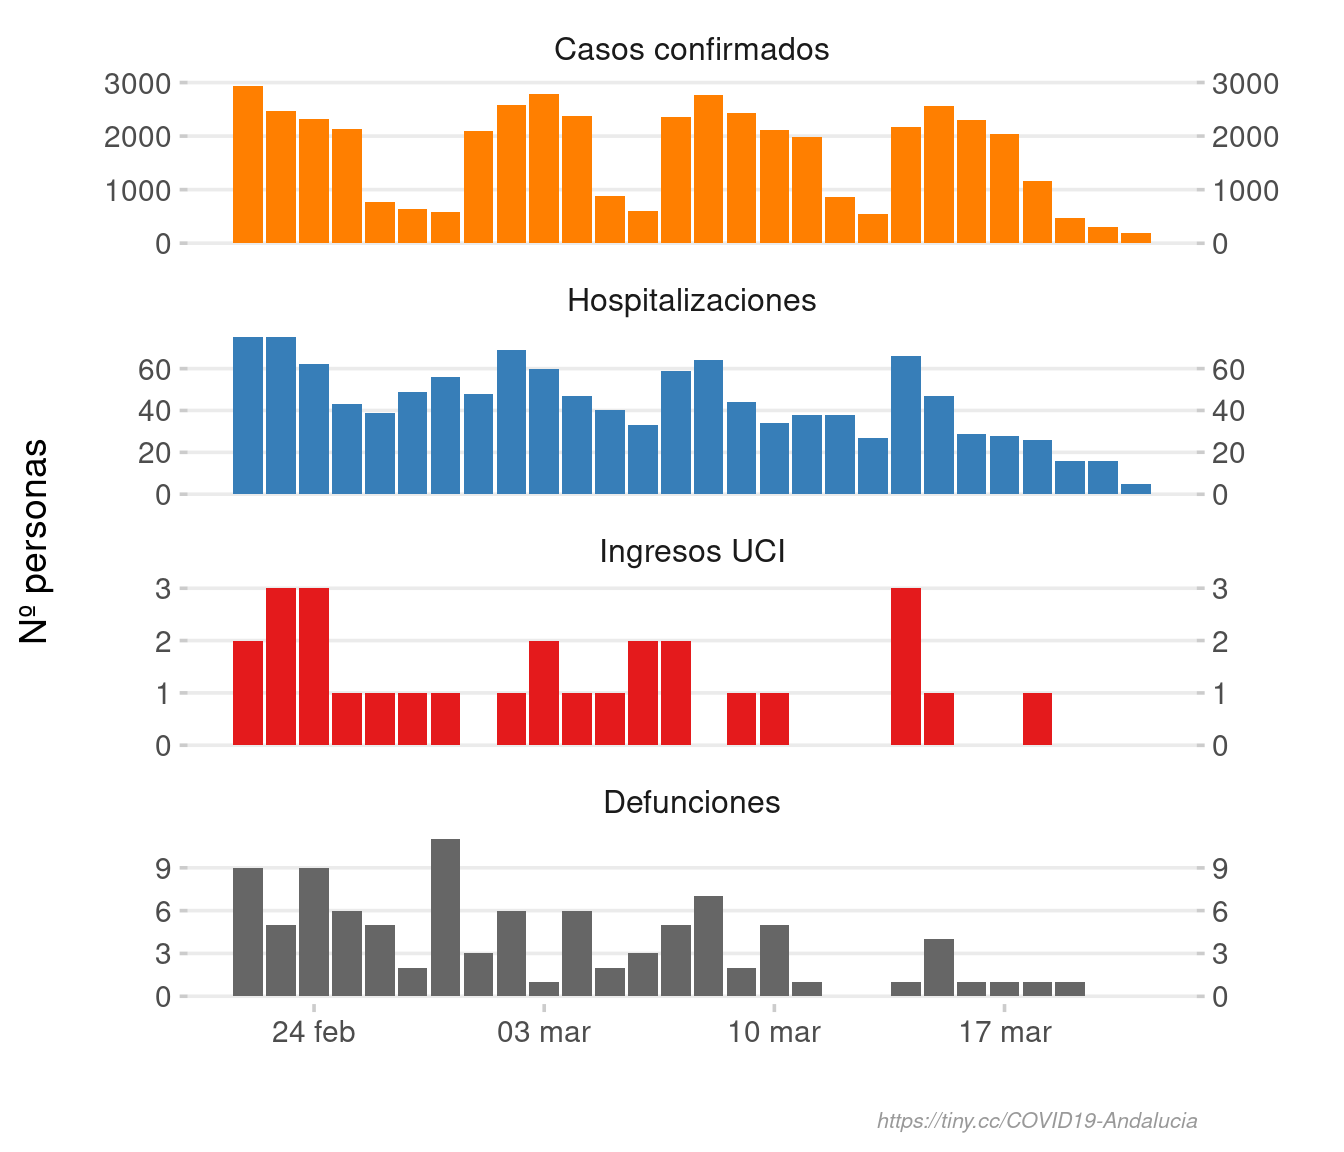 Casos confirmados
3000 3000
2000 2000
1000 1000
0 0
Hospitalizaciones
60 60
40 40
20 20
0 0
Nº personas
Ingresos UCI
3 3
2 2
1 1
0 0
Defunciones
9 9
6 6
3 3
0 0
24 feb 03 mar 10 mar 17 mar
https://tiny.cc/COVID19-Andalucia